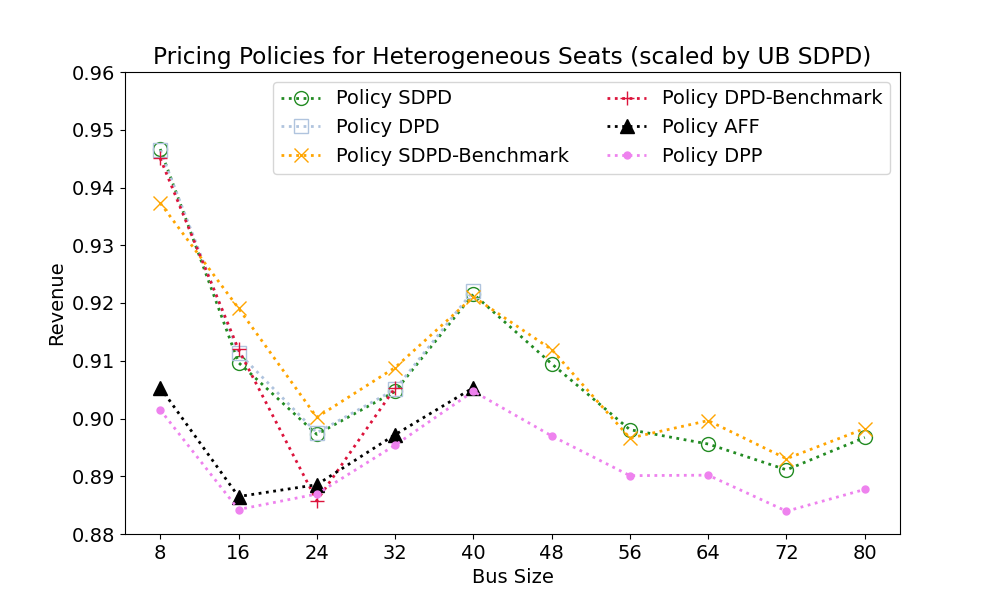 Pricing Policies for Heterogeneous Seats (scaled by UB SDPD)
Policy SDPD
Policy DPD
Policy SDPD-Benchmark
Policy DPD-Benchmark
Policy AFF
Policy DPP
Revenue
0.96
0.95
0.94
0.93
0.92
0.91
0.90
0.89
0.88
8 16 24 32 40 48 56 64 72 80
Bus Size